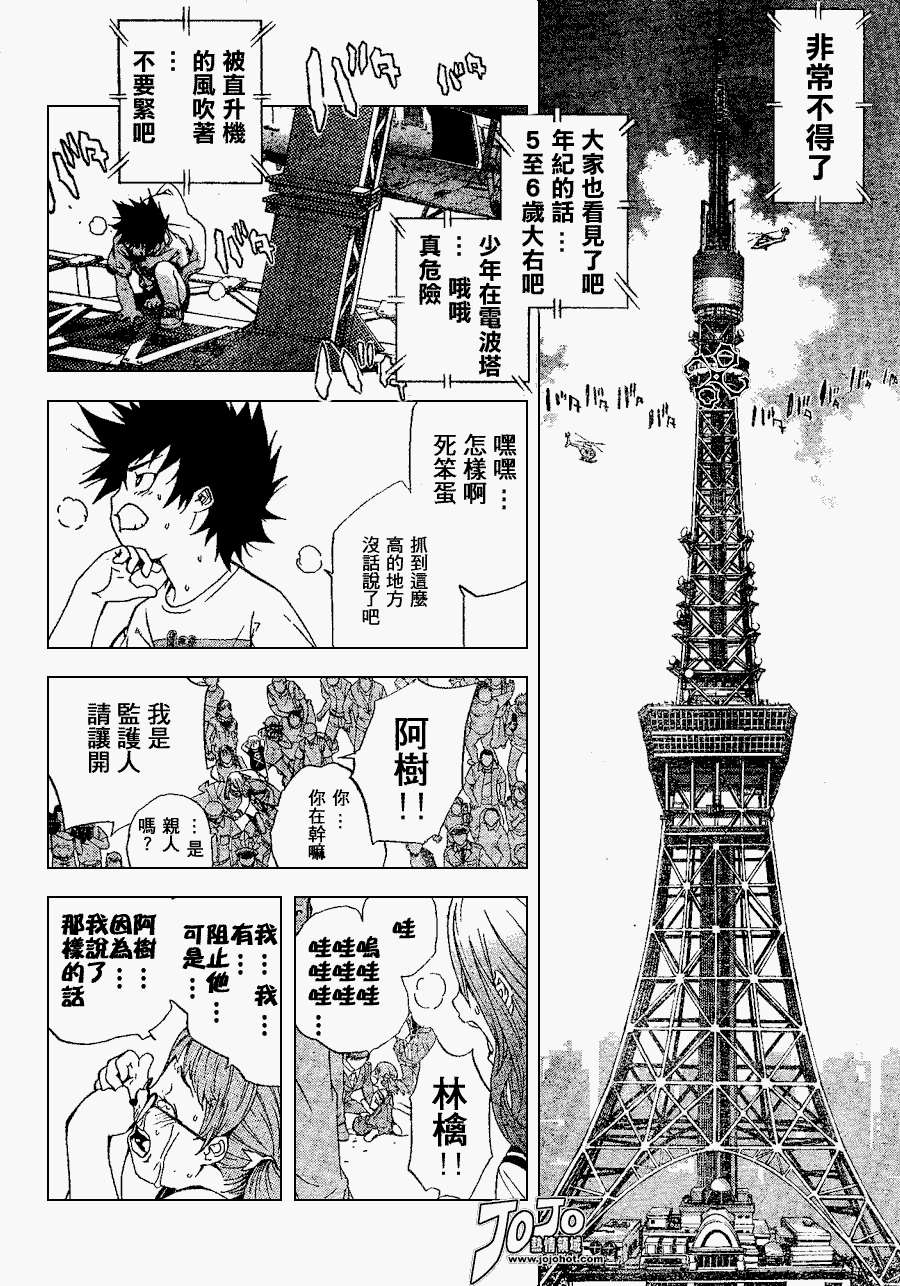 非常不得了
大家也看見了吧
年紀的話…
5至6歲大右吧
少年在電波塔
… 哦哦
真危險
被直升機
的風吹著
…
不要緊吧
嘿嘿…
怎樣啊
死笨蛋
抓到這麼
高的地方
沒話說了吧
阿樹!!
你…
你在幹嘛
我是
監護人
請讓開
…是
親人
嗎?
哇
嗚哇哇
哇哇哇
哇哇哇…
林檎!!
我…我…
有…
阻止他…
可是…
阿樹…
因為…
我說了
那樣的話
JOJO
熱情領域
www.jojohot.com